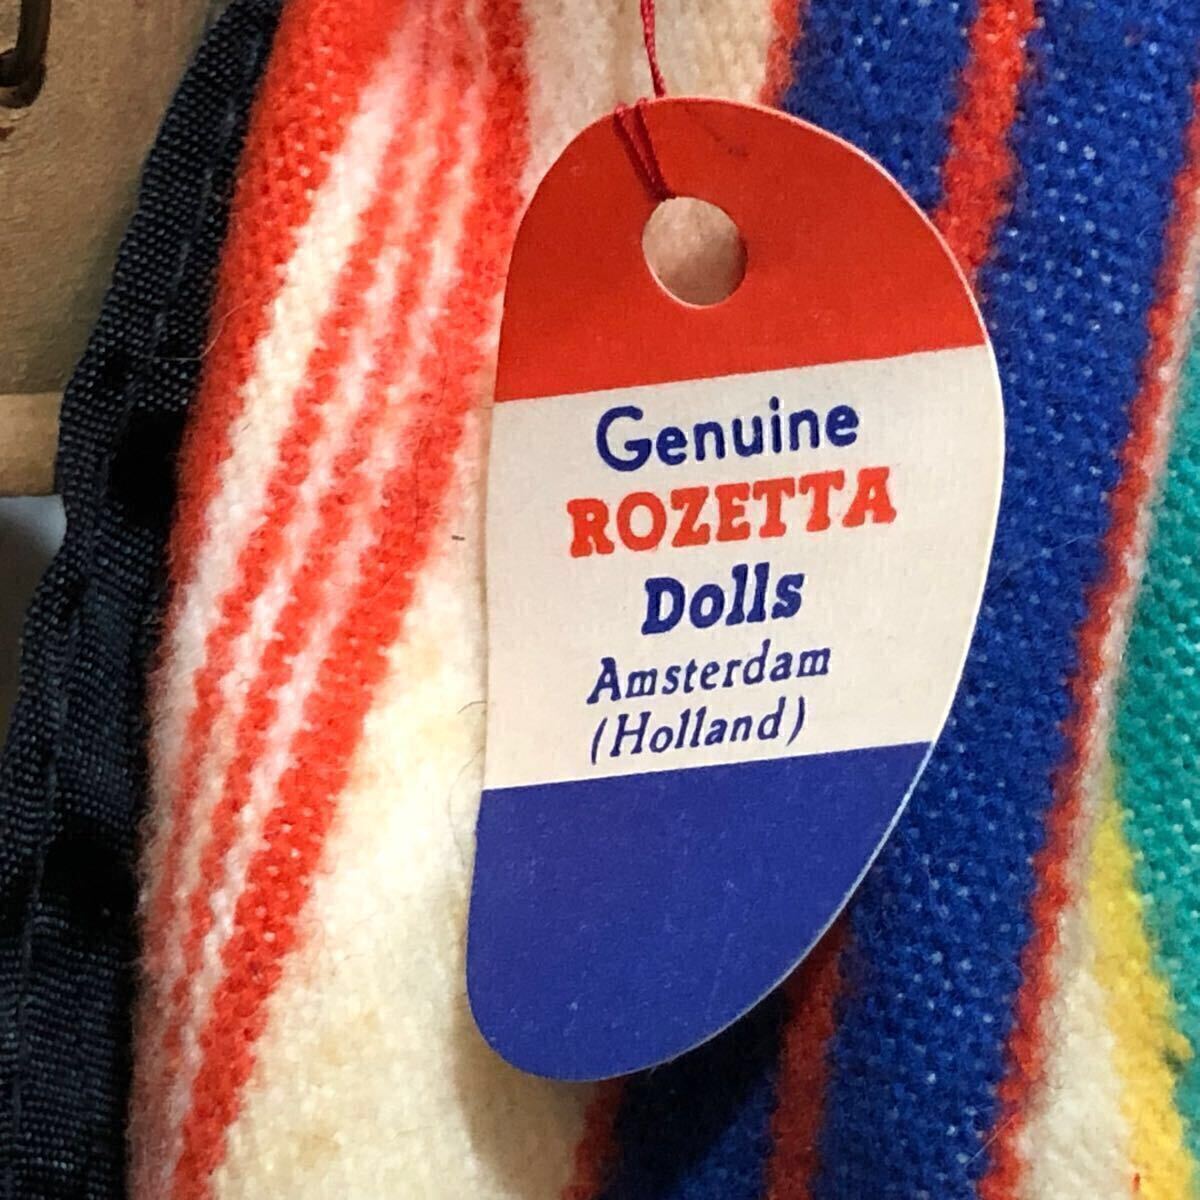 Genuine
ROZETTA
Dolls
Amsterdam
(Holland)